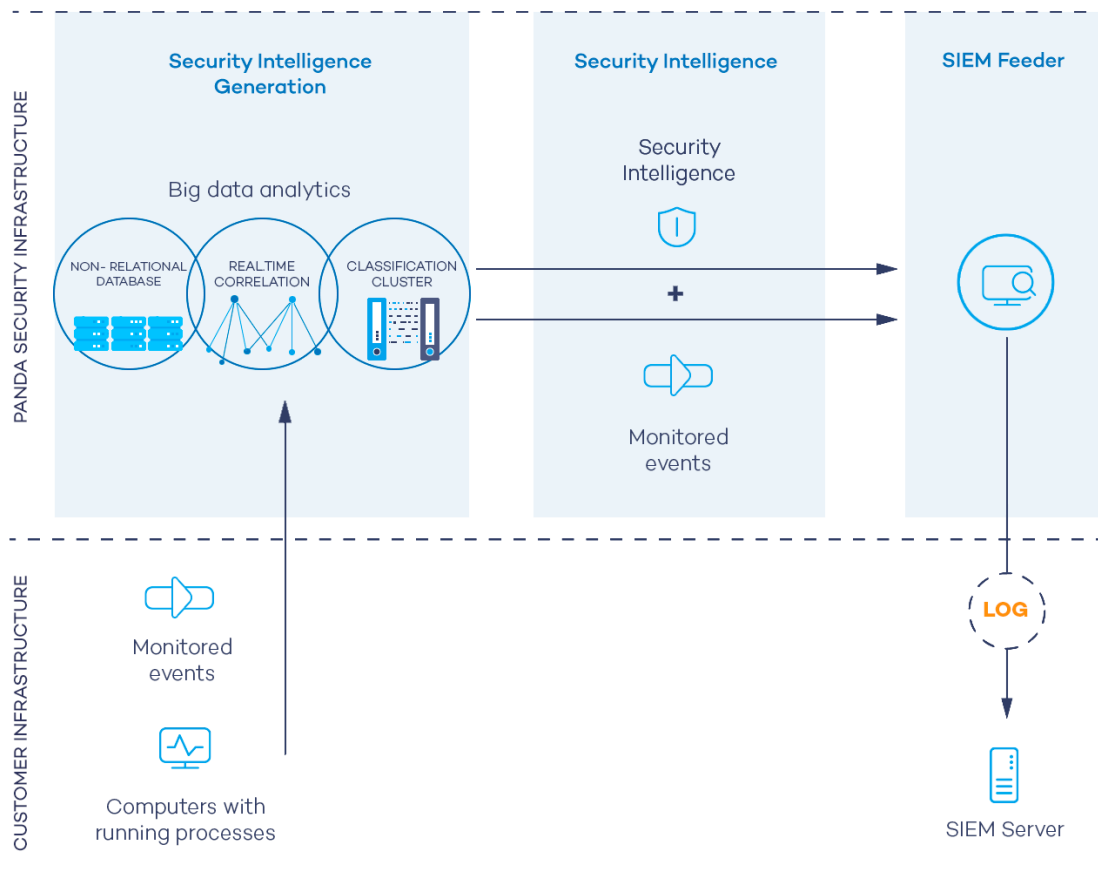 PANDA SECURITY INFRASTRUCTURE
Security Intelligence
Generation
Big data analytics
NON- RELATIONAL
DATABASE
REALTIME
CORRELATION
CLASSIFICATION
CLUSTER
Security Intelligence
Security
Intelligence
+
Monitored
events
SIEM Feeder
CUSTOMER INFRASTRUCTURE
Monitored
events
Computers with
running processes
LOG
SIEM Server